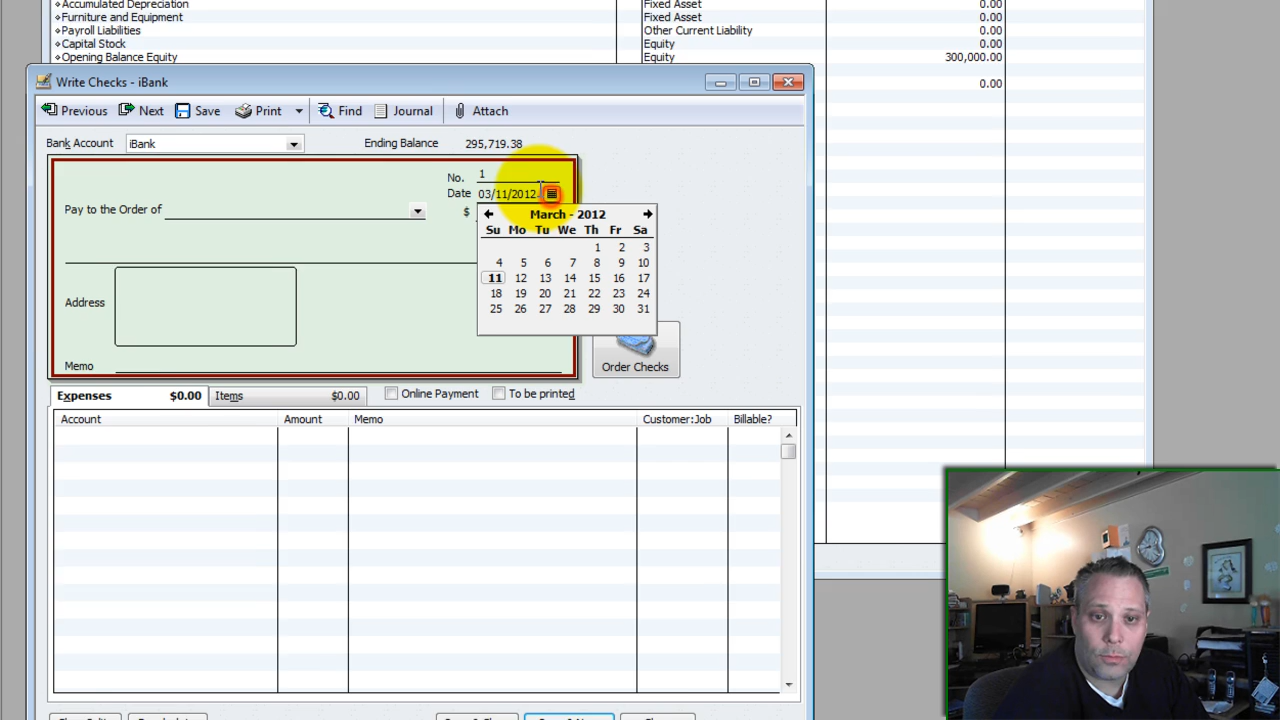 Accumulated Depreciation Fixed Asset 0.00
Furniture and Equipment Fixed Asset 0.00
Payroll Liabilities Other Current Liability 0.00
Capital Stock Equity 0.00
Opening Balance Equity Equity 300,000.00
0.00
Write Checks - iBank
Previous Next Save Print Find Journal Attach
Bank Account iBank Ending Balance 295,719.38
No. 1
Date 03/11/2012
Pay to the Order of $
March - 2012
Su Mo Tu We Th Fr Sa
1 2 3
4 5 6 7 8 9 10
11 12 13 14 15 16 17
18 19 20 21 22 23 24
25 26 27 28 29 30 31
Address
Order Checks
Memo
Expenses $0.00 Items $0.00 Online Payment To be printed
Account Amount Memo Customer:Job Billable?